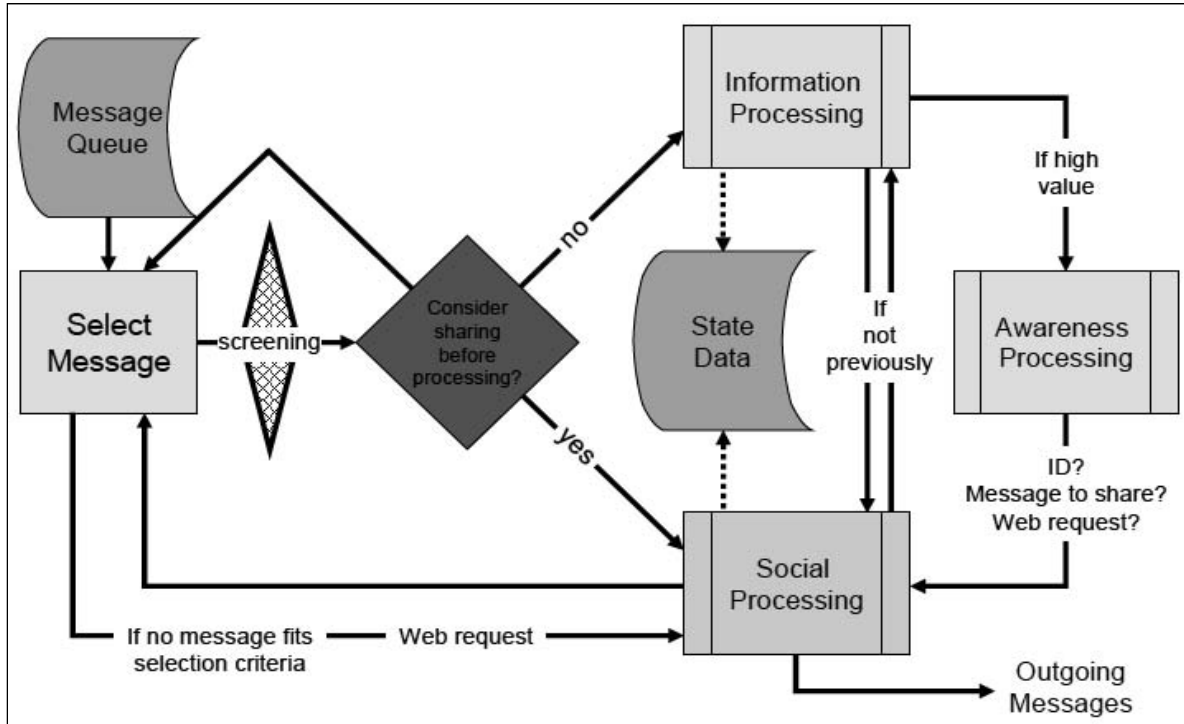 Message
Queue
Information
Processing
If high
value
no
Select
Message
screening
Consider
sharing
before
processing?
State
Data
If
not
previously
Awareness
Processing
yes
ID?
Message to share?
Web request?
Social
Processing
If no message fits
selection criteria
Web request
Outgoing
Messages